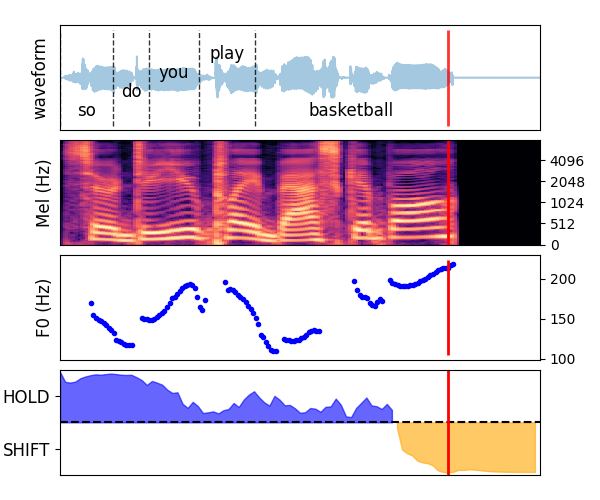 waveform
so
do
you
play
basketball
Mel (Hz)
4096
2048
1024
512
0
F0 (Hz)
200
150
100
HOLD
SHIFT